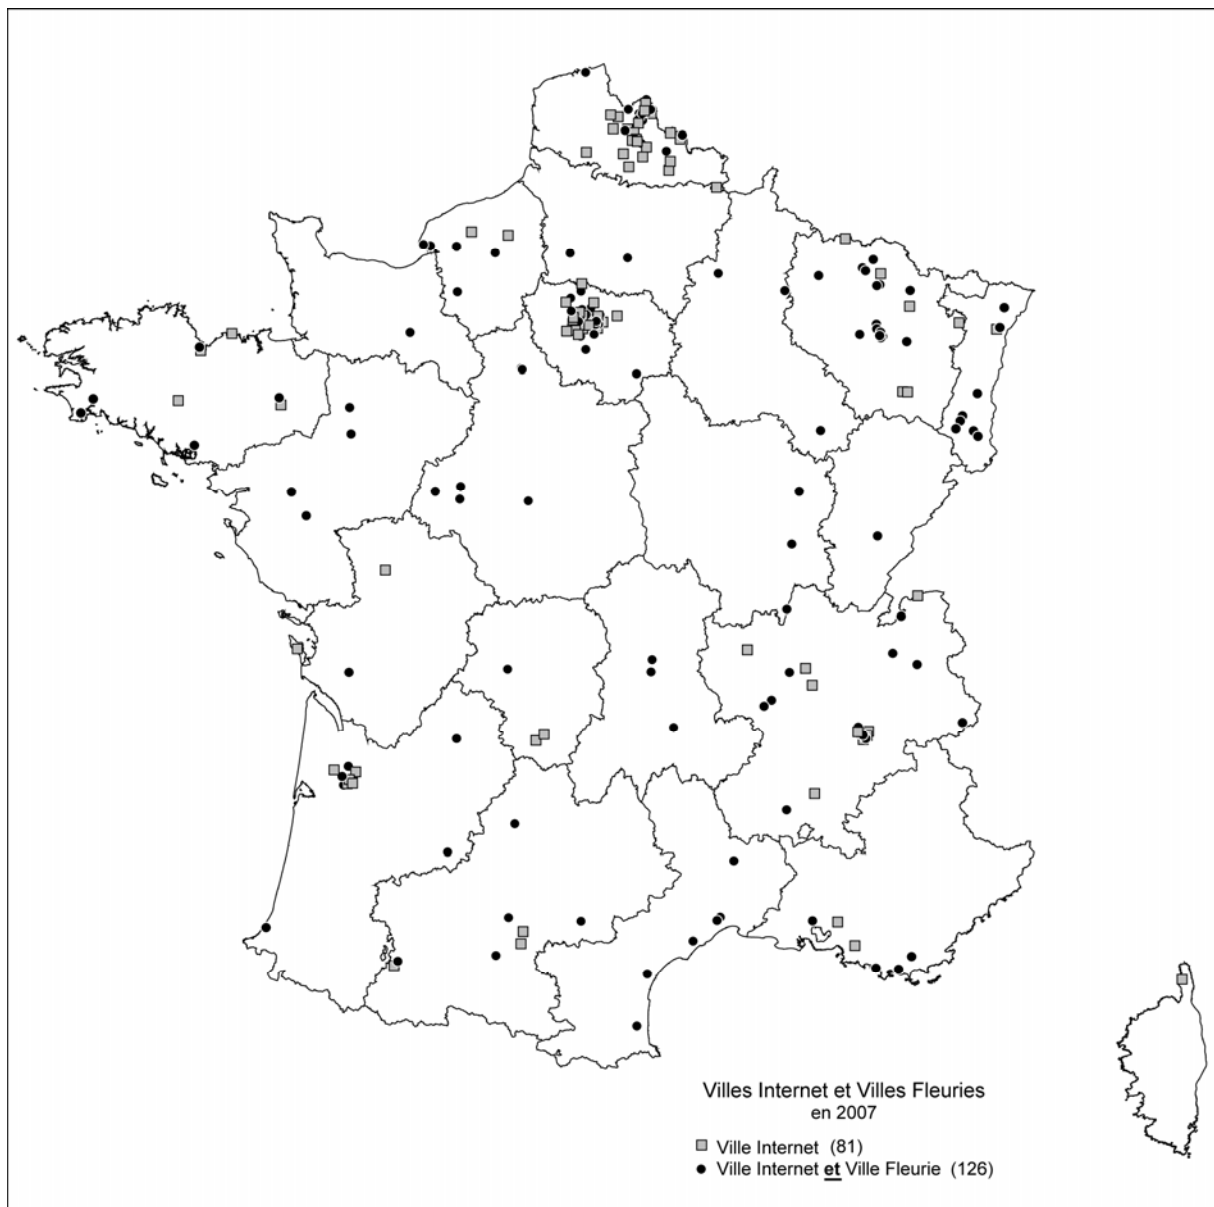 Villes Internet et Villes Fleuries
en 2007
Ville Internet (81)
Ville Internet et Ville Fleurie (126)